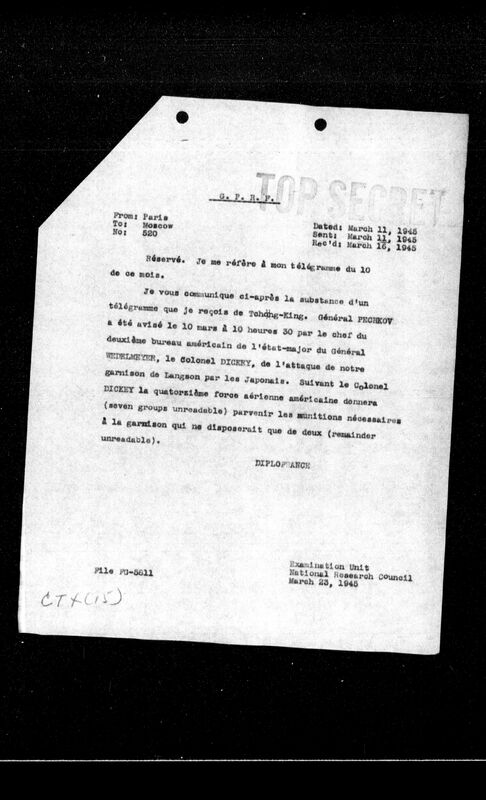 TOP SECRET
G. P. R. F.
From: Paris
To: Moscow
No: 520
Dated: March 11, 1945
Sent: March 11, 1945
Rec'd: March 16, 1945
Réservé. Je me réfère à mon télégramme du 10
de ce mois.
Je vous communique ci-après la substance d'un
télégramme que je reçois de Tchong-King. Général PECHKOV
a été avisé le 10 mars à 10 heures 30 par le chef du
deuxième bureau américain de l'état-major du Général
WEDELMEYER, le Colonel DICKEY, de l'attaque de notre
garnison de Langson par les Japonais. Suivant le Colonel
DICKEY la quatorzième force aérienne américaine donnera
(seven groups unreadable) parvenir les munitions nécessaires
à la garnison qui ne disposerait que de deux (remainder
unreadable).
DIPLOFRANCE
File FG-5811
Examination Unit
National Research Council
March 23, 1945
CTX(15)